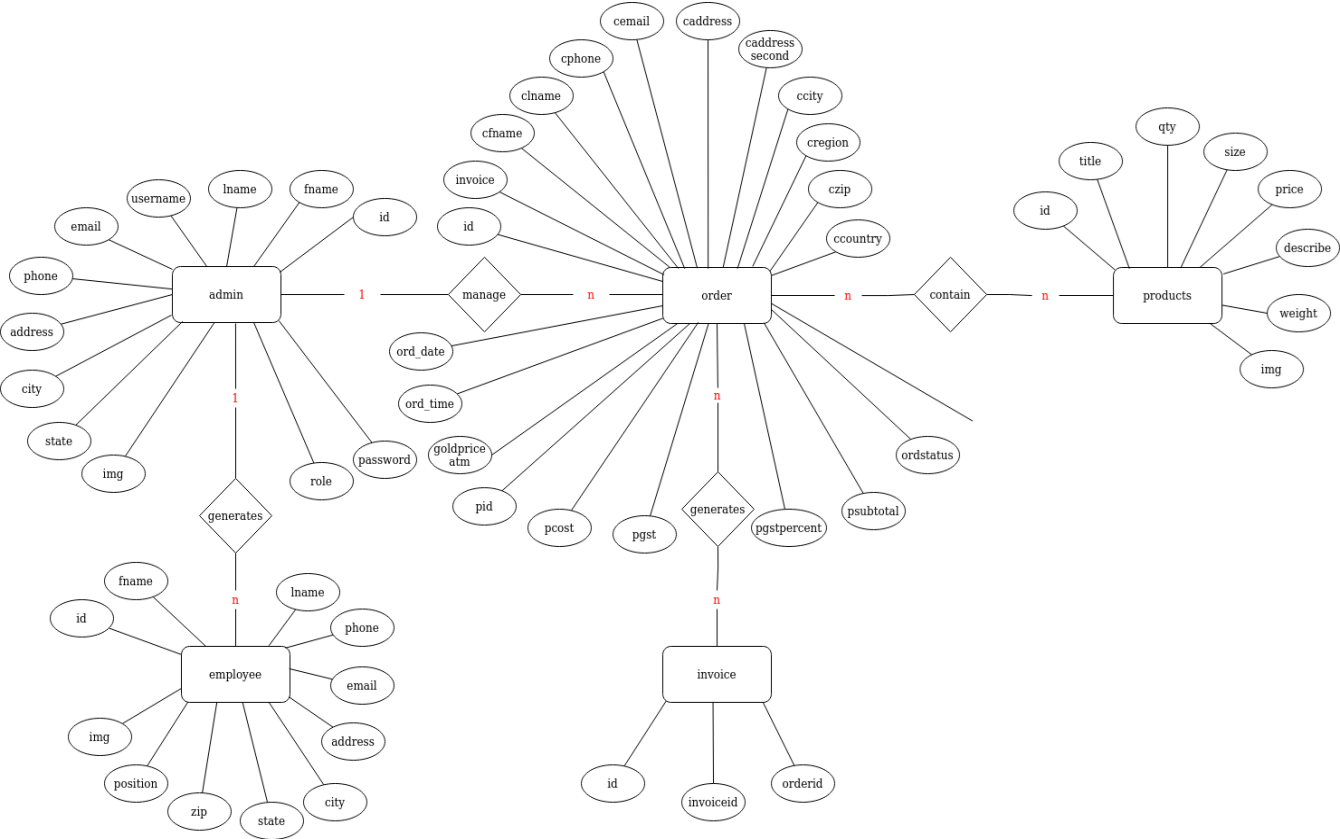 cemail
caddress
caddress
second
cphone
clname
ccity
cfname
cregion
qty
title
size
invoice
czip
price
username
lname
fname
id
id
id
email
ccountry
describe
phone
admin
1
manage
n
order
n
contain
n
products
weight
address
ord_date
img
city
1
n
ord_time
state
goldprice
atm
ordstatus
img
role
password
pid
pcost
pgst
generates
pgstpercent
psubtotal
generates
fname
lname
n
n
id
phone
employee
invoice
email
img
address
position
zip
state
city
id
invoiceid
orderid